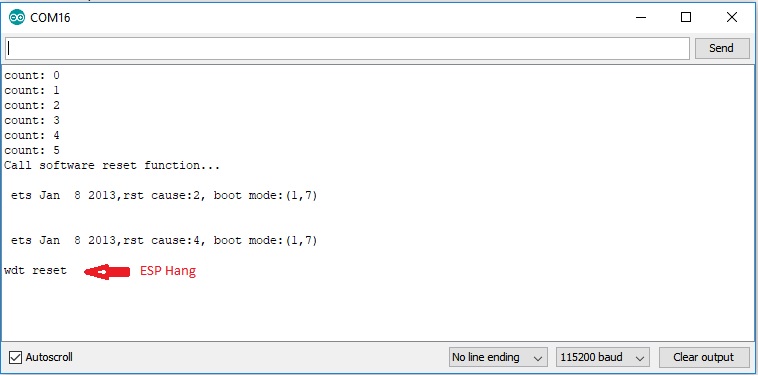 COM16
Send
count: 0
count: 1
count: 2
count: 3
count: 4
count: 5
Call software reset function...
ets Jan  8 2013,rst cause:2, boot mode:(1,7)
ets Jan  8 2013,rst cause:4, boot mode:(1,7)
wdt reset ESP Hang
Autoscroll No line ending 115200 baud Clear output